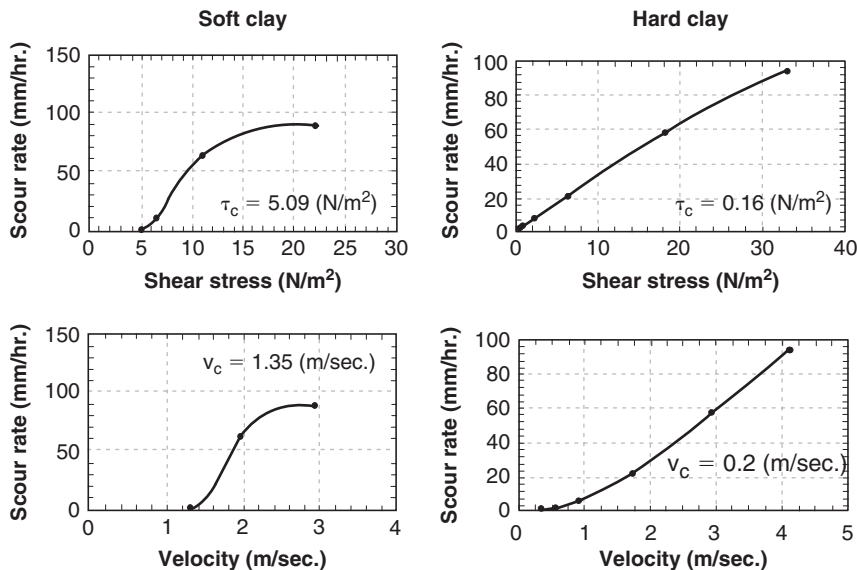 Soft clay
150
100
50
0
Scour rate (mm/hr.)
τc = 5.09 (N/m²)
0 5 10 15 20 25 30
Shear stress (N/m²)
Hard clay
100
80
60
40
20
0
Scour rate (mm/hr.)
τc = 0.16 (N/m²)
0 10 20 30 40
Shear stress (N/m²)
150
100
50
0
Scour rate (mm/hr.)
vc = 1.35 (m/sec.)
0 1 2 3 4
Velocity (m/sec.)
100
80
60
40
20
0
Scour rate (mm/hr.)
vc = 0.2 (m/sec.)
0 1 2 3 4 5
Velocity (m/sec.)